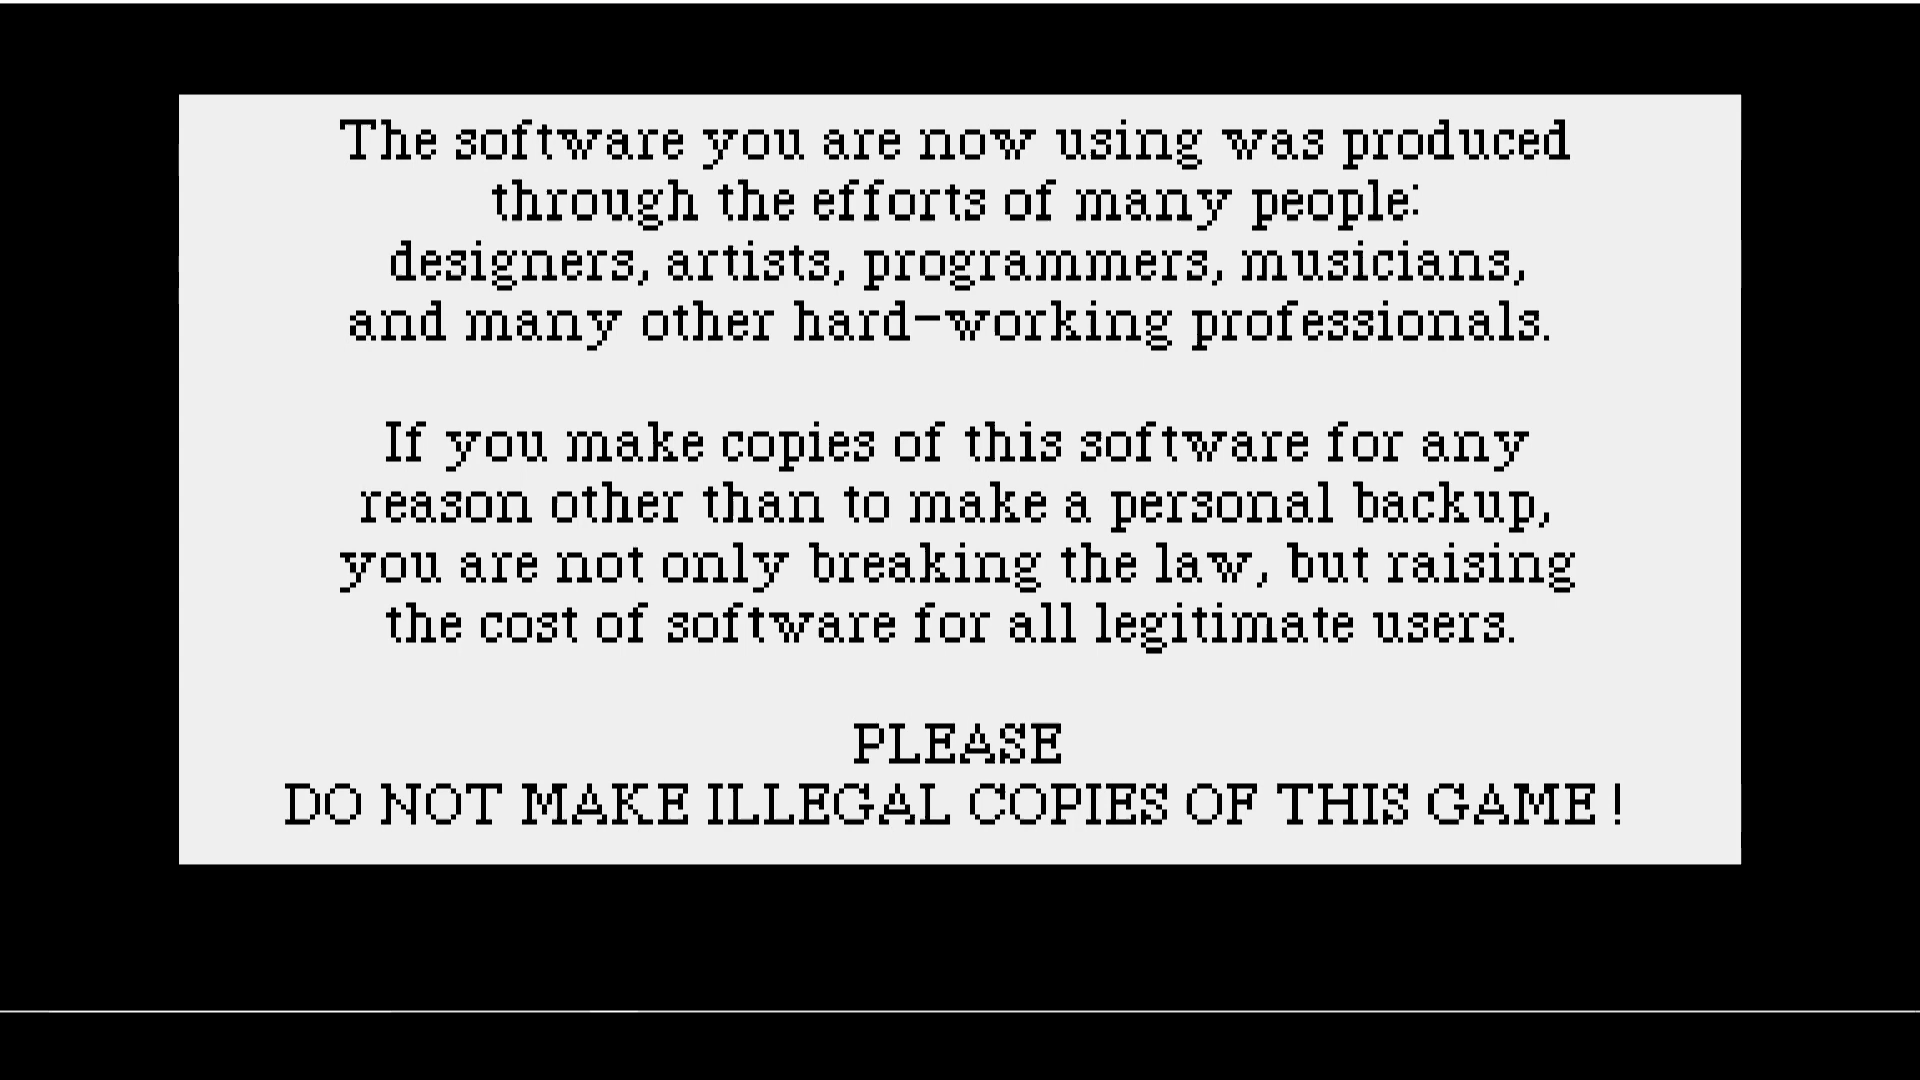 The software you are now using was produced
through the efforts of many people:
designers, artists, programmers, musicians,
and many other hard-working professionals.
If you make copies of this software for any
reason other than to make a personal backup,
you are not only breaking the law, but raising
the cost of software for all legitimate users.
PLEASE
DO NOT MAKE ILLEGAL COPIES OF THIS GAME !